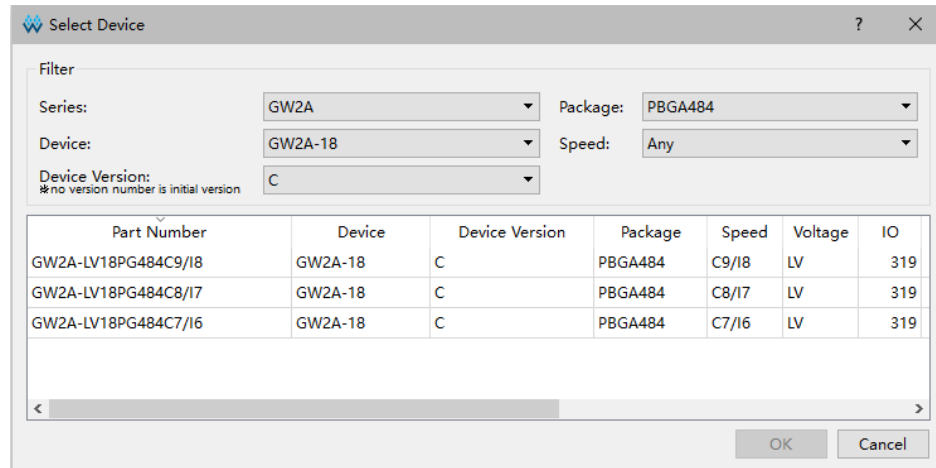 Select Device ?
Filter
Series: GW2A Package: PBGA484
Device: GW2A-18 Speed: Any
Device Version: C
※no version number is initial version
Part Number Device Device Version Package Speed Voltage IO
GW2A-LV18PG484C9/I8 GW2A-18 C PBGA484 C9/I8 LV 319
GW2A-LV18PG484C8/I7 GW2A-18 C PBGA484 C8/I7 LV 319
GW2A-LV18PG484C7/I6 GW2A-18 C PBGA484 C7/I6 LV 319
OK Cancel